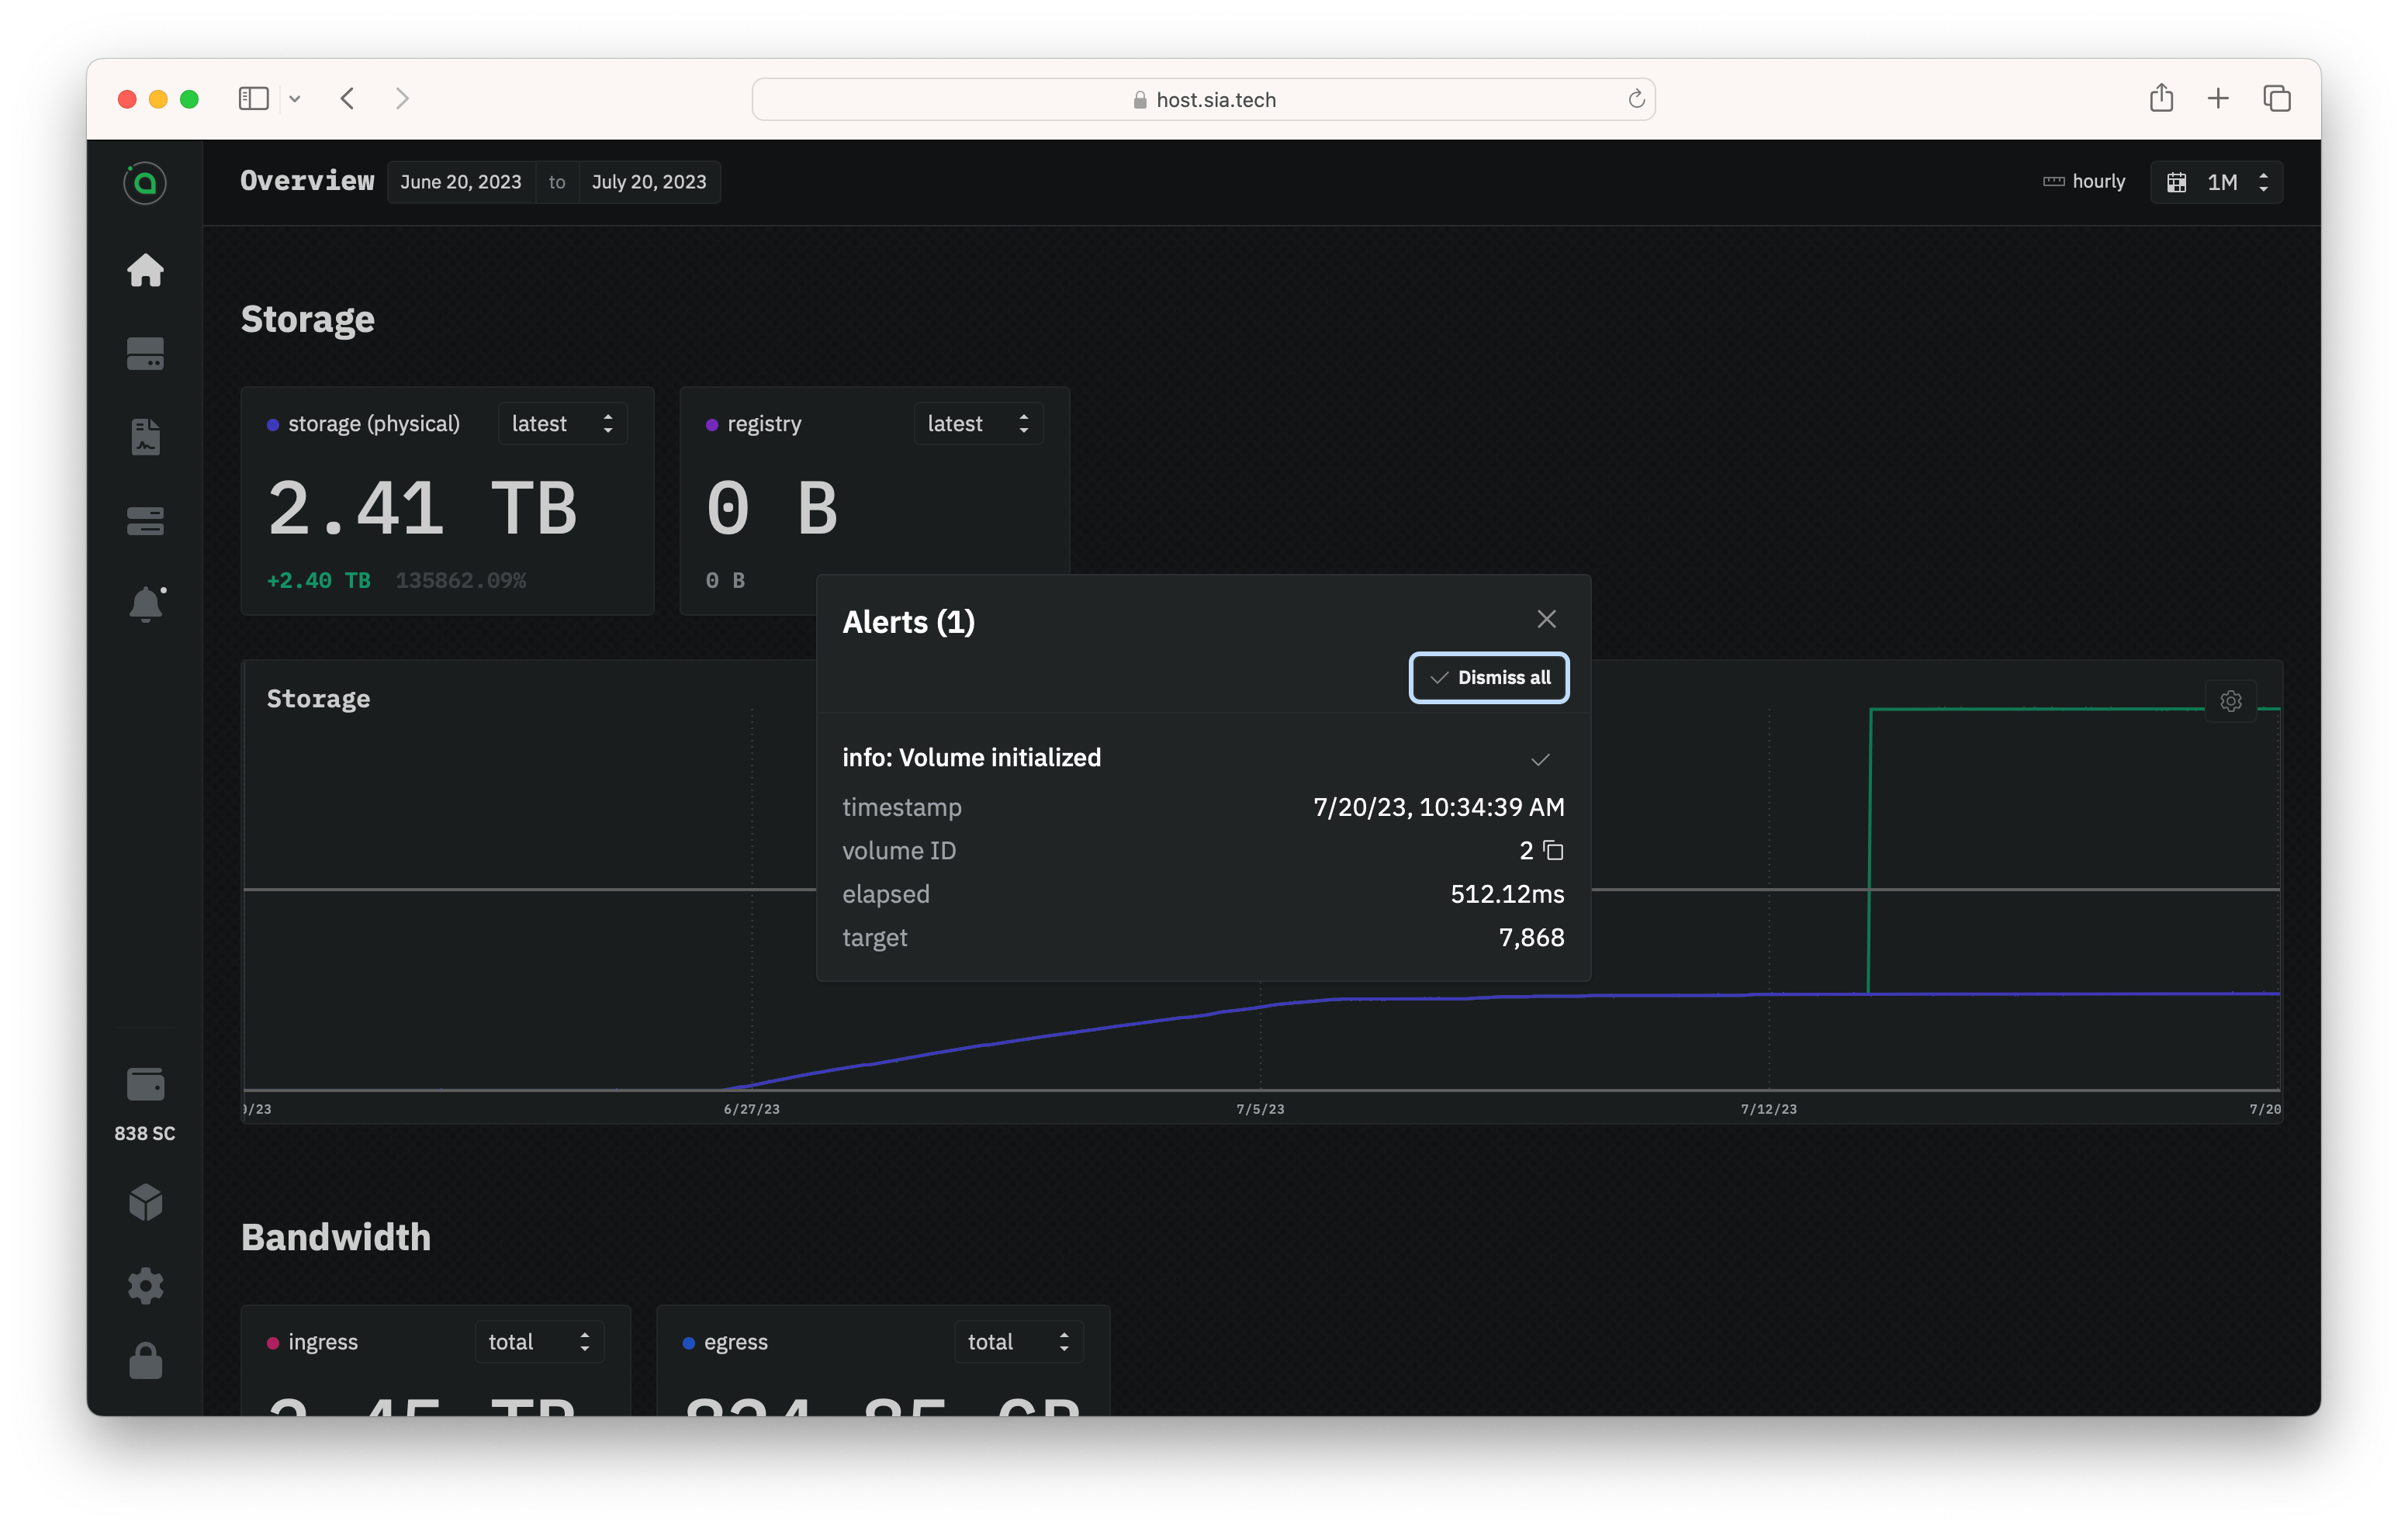 host.sia.tech
Overview June 20, 2023 to July 20, 2023 hourly 1M
Storage
storage (physical) latest
2.41 TB
+2.40 TB 135862.09%
registry latest
0 B
0 B
Alerts (1)
Dismiss all
info: Volume initialized
timestamp 7/20/23, 10:34:39 AM
volume ID 2
elapsed 512.12ms
target 7,868
Storage
/23 6/27/23 7/5/23 7/12/23 7/20
838 SC
Bandwidth
ingress total
egress total